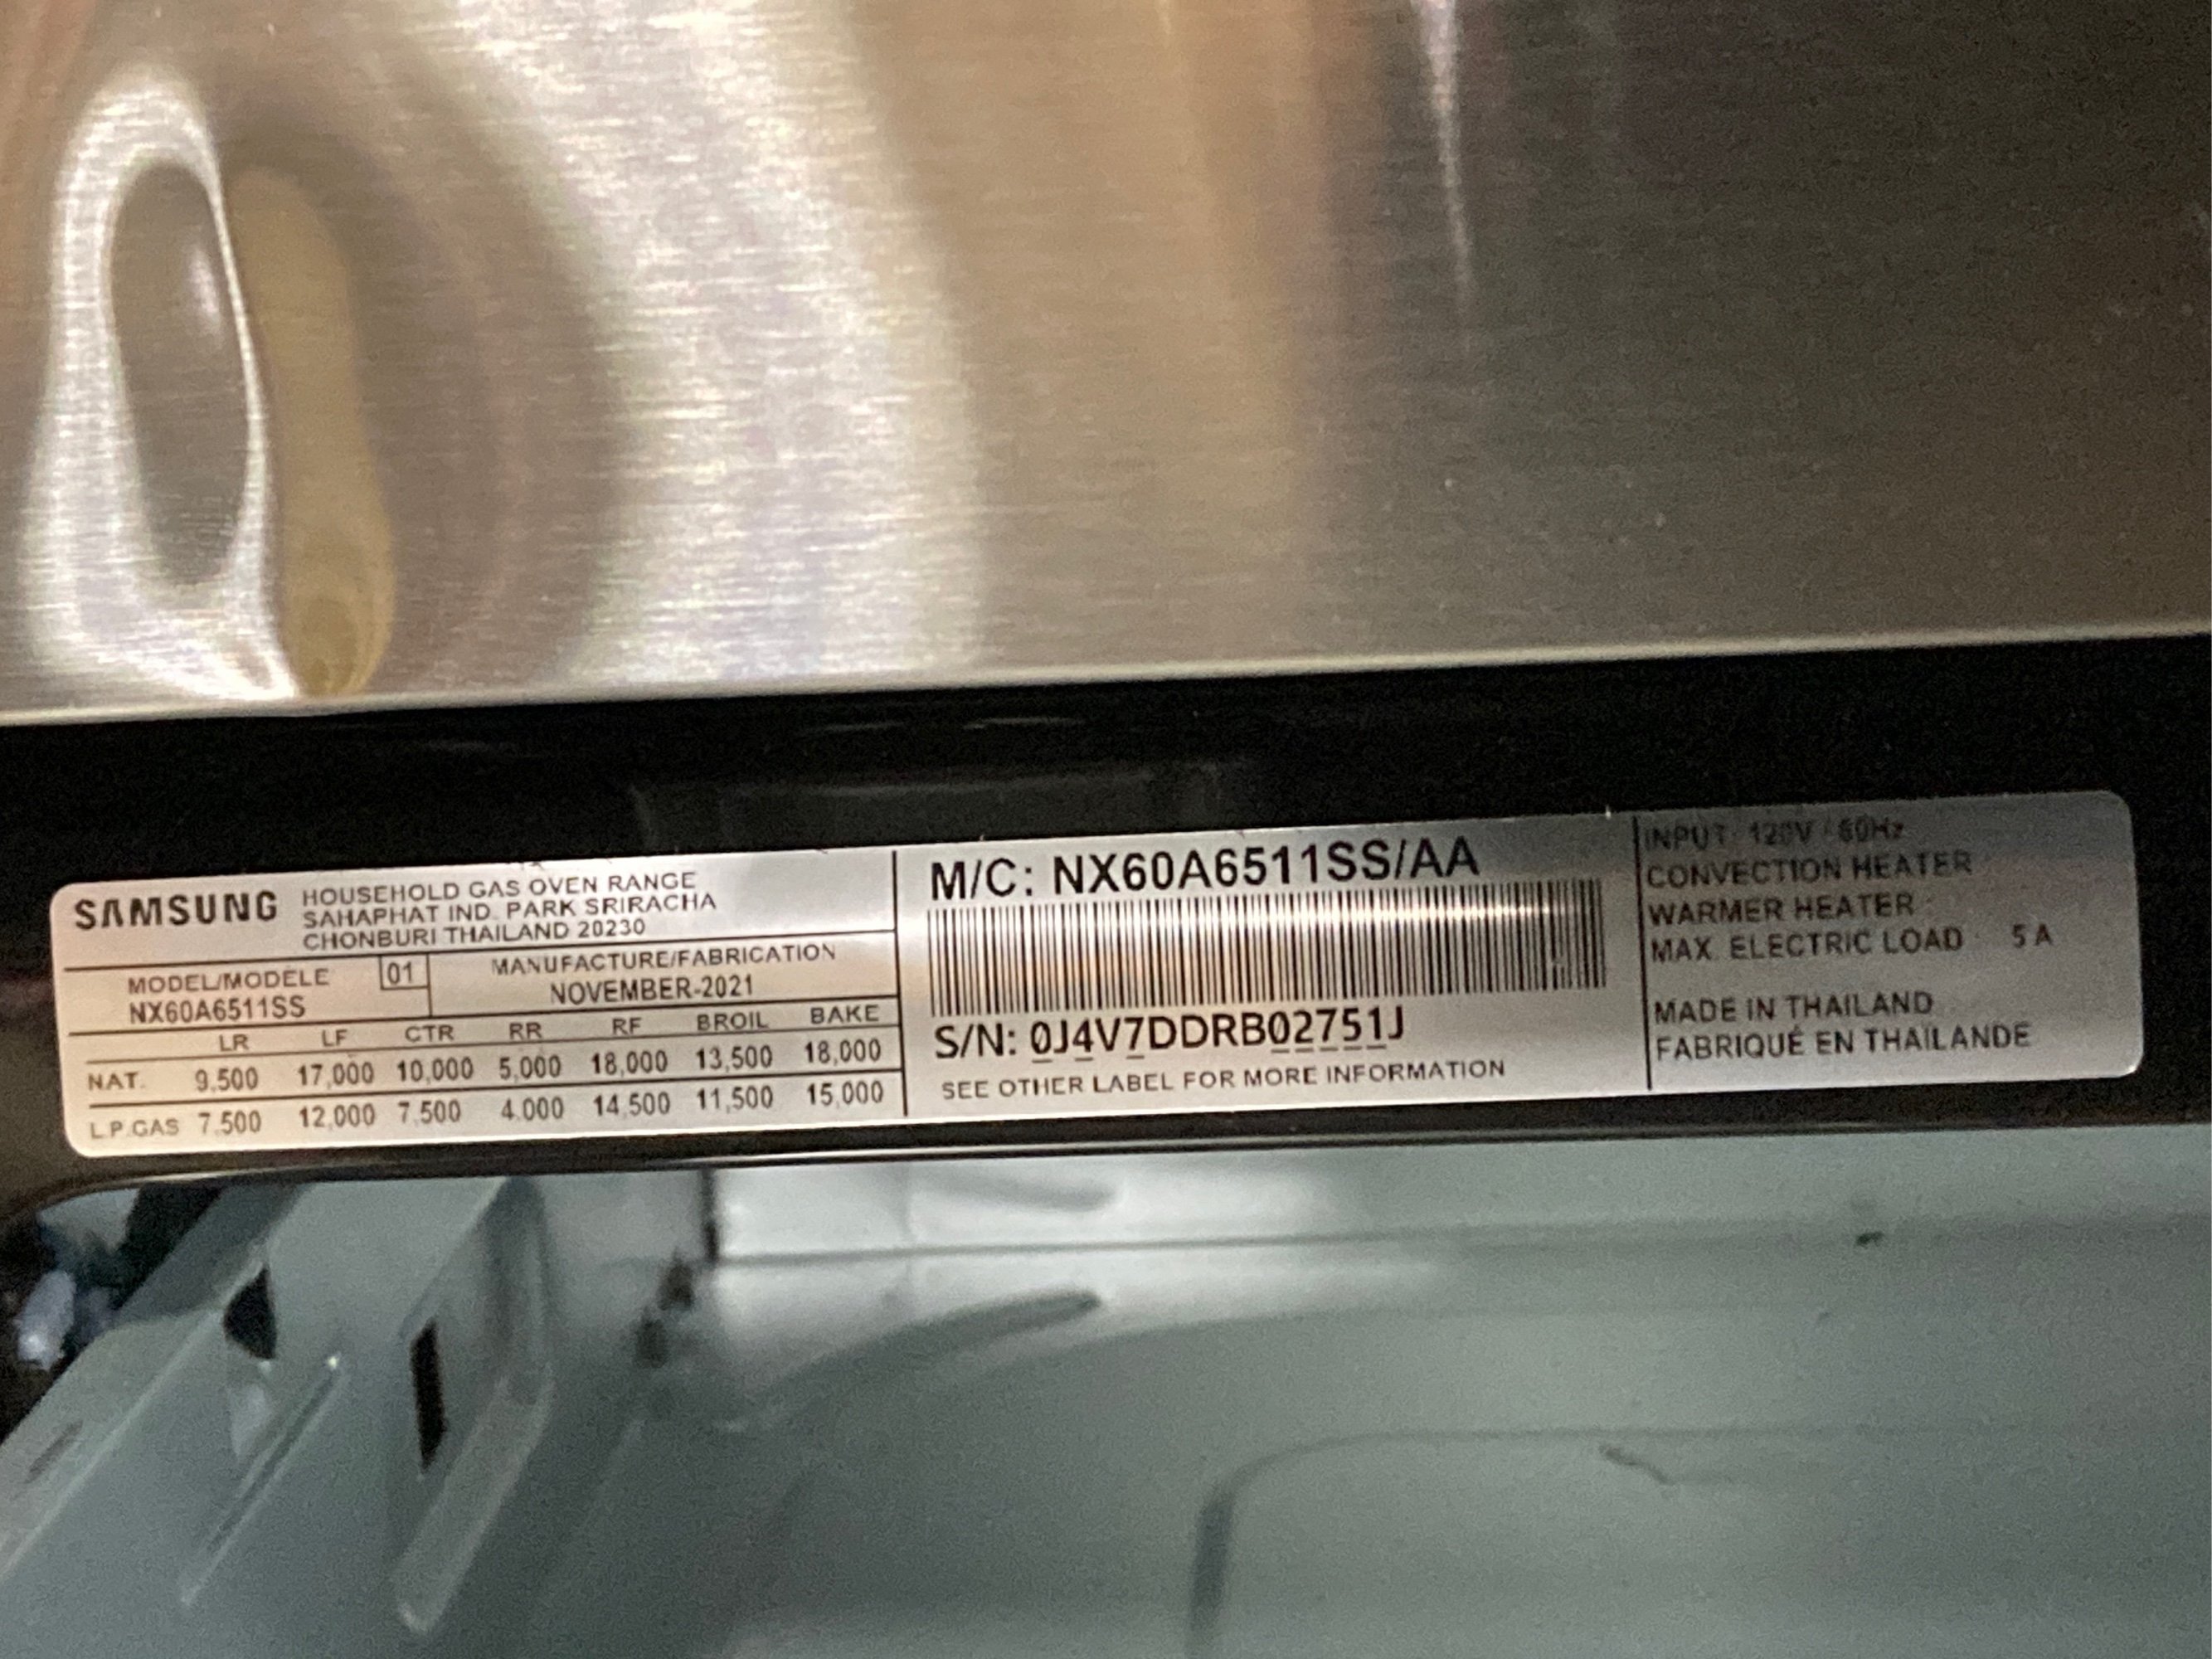 SAMSUNG
HOUSEHOLD GAS OVEN RANGE
SAHAPHAT IND. PARK SRIRACHA
CHONBURI THAILAND 20230
MODEL/MODÈLE 01
NX60A6511SS
MANUFACTURE/FABRICATION
NOVEMBER-2021
LR LF CTR RR RF BROIL BAKE
NAT. 9,500 17,000 10,000 5,000 18,000 13,500 18,000
L.P.GAS 7,500 12,000 7,500 4,000 14,500 11,500 15,000
M/C: NX60A6511SS/AA
S/N: 0J4V7DDRB02751J
SEE OTHER LABEL FOR MORE INFORMATION
INPUT: 120V / 60Hz
CONVECTION HEATER
WARMER HEATER :
MAX. ELECTRIC LOAD : 5 A
MADE IN THAILAND
FABRIQUÉ EN THAILANDE